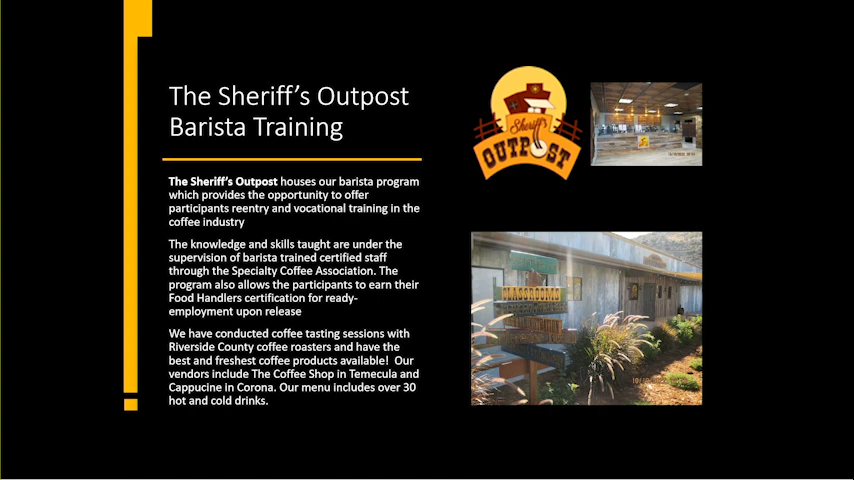 The Sheriff's Outpost
Barista Training
The Sheriff's Outpost houses our barista program
which provides the opportunity to offer
participants reentry and vocational training in the
coffee industry
The knowledge and skills taught are under the
supervision of barista trained certified staff
through the Specialty Coffee Association. The
program also allows the participants to earn their
Food Handlers certification for ready-
employment upon release
We have conducted coffee tasting sessions with
Riverside County coffee roasters and have the
best and freshest coffee products available!  Our
vendors include The Coffee Shop in Temecula and
Cappucine in Corona. Our menu includes over 30
hot and cold drinks.
Sheriff's
OUTPOST
CLASSROOMS